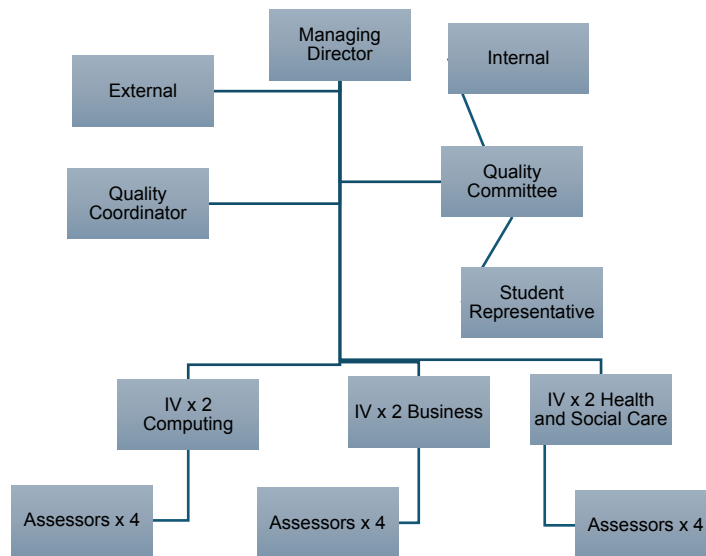 Managing
Director
Internal
External
Quality
Committee
Quality
Coordinator
Student
Representative
IV x 2
Computing
IV x 2 Business
IV x 2 Health
and Social Care
Assessors x 4
Assessors x 4
Assessors x 4